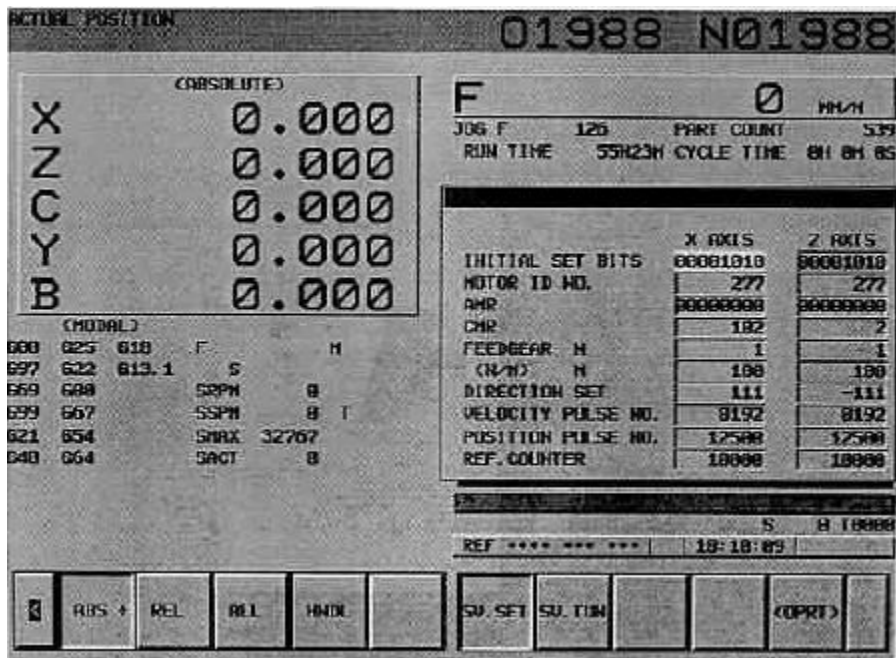 ACTUAL POSITION
O1988 N01988
(ABSOLUTE)
X 0.000
Z 0.000
C 0.000
Y 0.000
B 0.000
F 0 MM/M
JOG F 126 PART COUNT 539
RUN TIME 55H23M CYCLE TIME 0H 0M 0S
(MODAL)
G00 G25 G18 F M
G97 G22 G13.1 S
G69 G80 SRPM 0
G99 G67 SSPM 0 T
G21 G54 SMAX 32767
G40 G64 SACT 0
X AXIS Z AXIS
INITIAL SET BITS 00001010 00001010
MOTOR ID NO. 277 277
AMR 00000000 00000000
CMR 102 2
FEEDGEAR N 1 1
(N/M) M 100 100
DIRECTION SET 111 -111
VELOCITY PULSE NO. 8192 8192
POSITION PULSE NO. 12500 12500
REF.COUNTER 10000 10000
S 0 T0000
REF **** *** ***
18:18:09
ABS + REL ALL HNDL
SV.SET SV.TUN (OPRT)